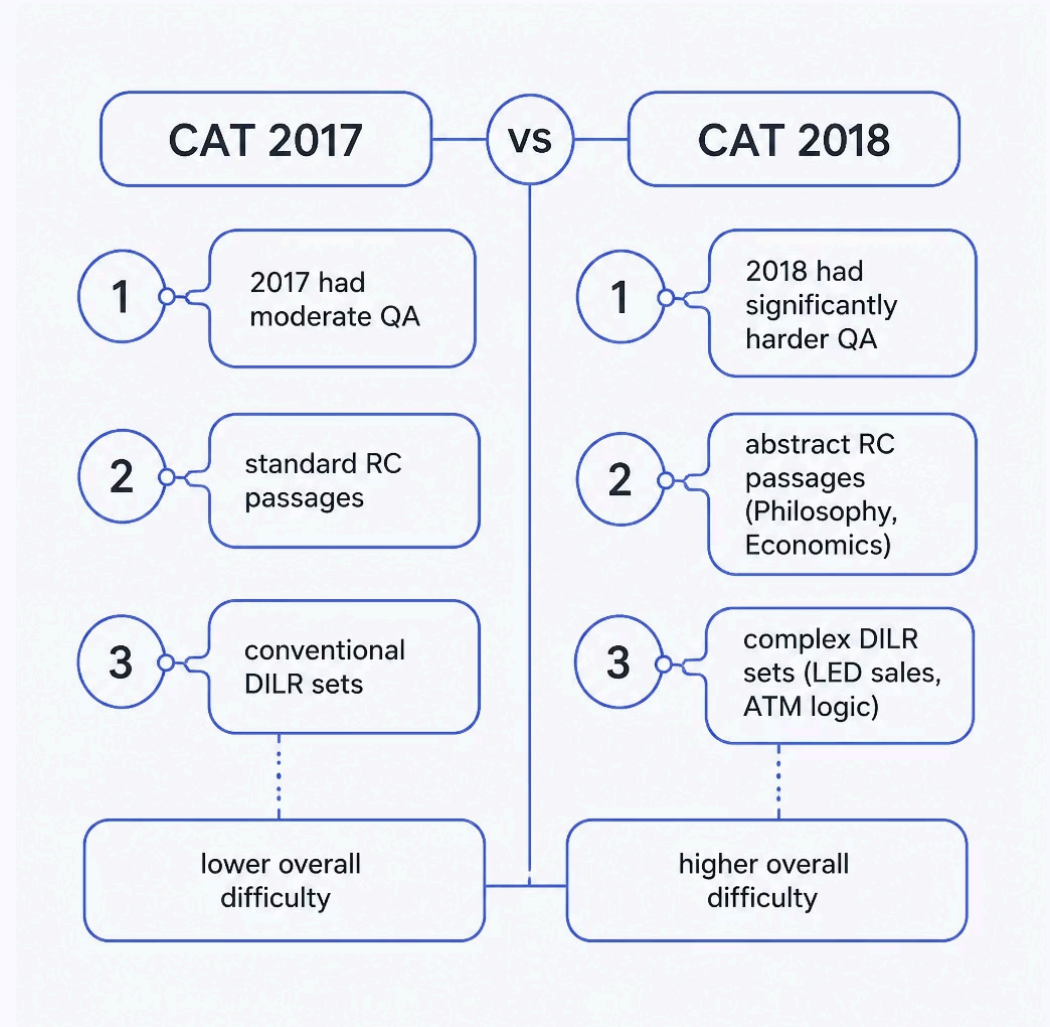 CAT 2017
VS
CAT 2018
1
2017 had
moderate QA
2
standard RC
passages
3
conventional
DILR sets
lower overall
difficulty
1
2018 had
significantly
harder QA
2
abstract RC
passages
(Philosophy,
Economics)
3
complex DILR
sets (LED sales,
ATM logic)
higher overall
difficulty